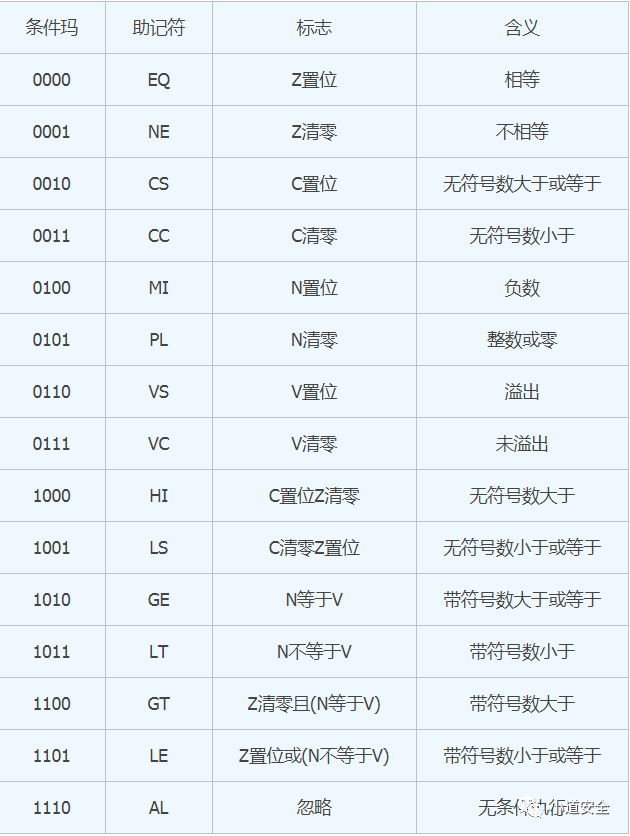 条件玛 助记符 标志 含义
0000 EQ Z置位 相等
0001 NE Z清零 不相等
0010 CS C置位 无符号数大于或等于
0011 CC C清零 无符号数小于
0100 MI N置位 负数
0101 PL N清零 整数或零
0110 VS V置位 溢出
0111 VC V清零 未溢出
1000 HI C置位Z清零 无符号数大于
1001 LS C清零Z置位 无符号数小于或等于
1010 GE N等于V 带符号数大于或等于
1011 LT N不等于V 带符号数小于
1100 GT Z清零且(N等于V) 带符号数大于
1101 LE Z置位或(N不等于V) 带符号数小于或等于
1110 AL 忽略 无条件执行
道安全